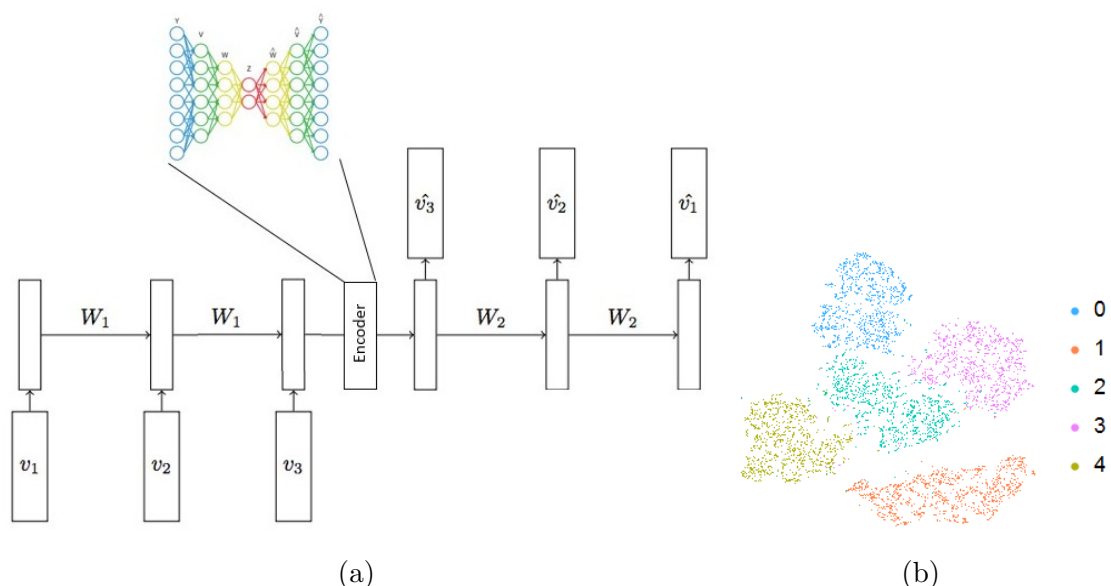 Y V W Z Ŵ V̂ Ŷ
v̂₃ v̂₂ v̂₁
W₁ W₁ Encoder W₂ W₂
v₁ v₂ v₃
(a)
0
1
2
3
4
(b)